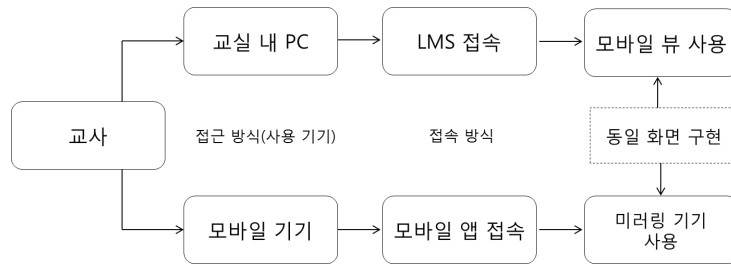 교실 내 PC
LMS 접속
모바일 뷰 사용
교사
접근 방식(사용 기기)
접속 방식
동일 화면 구현
모바일 기기
모바일 앱 접속
미러링 기기
사용